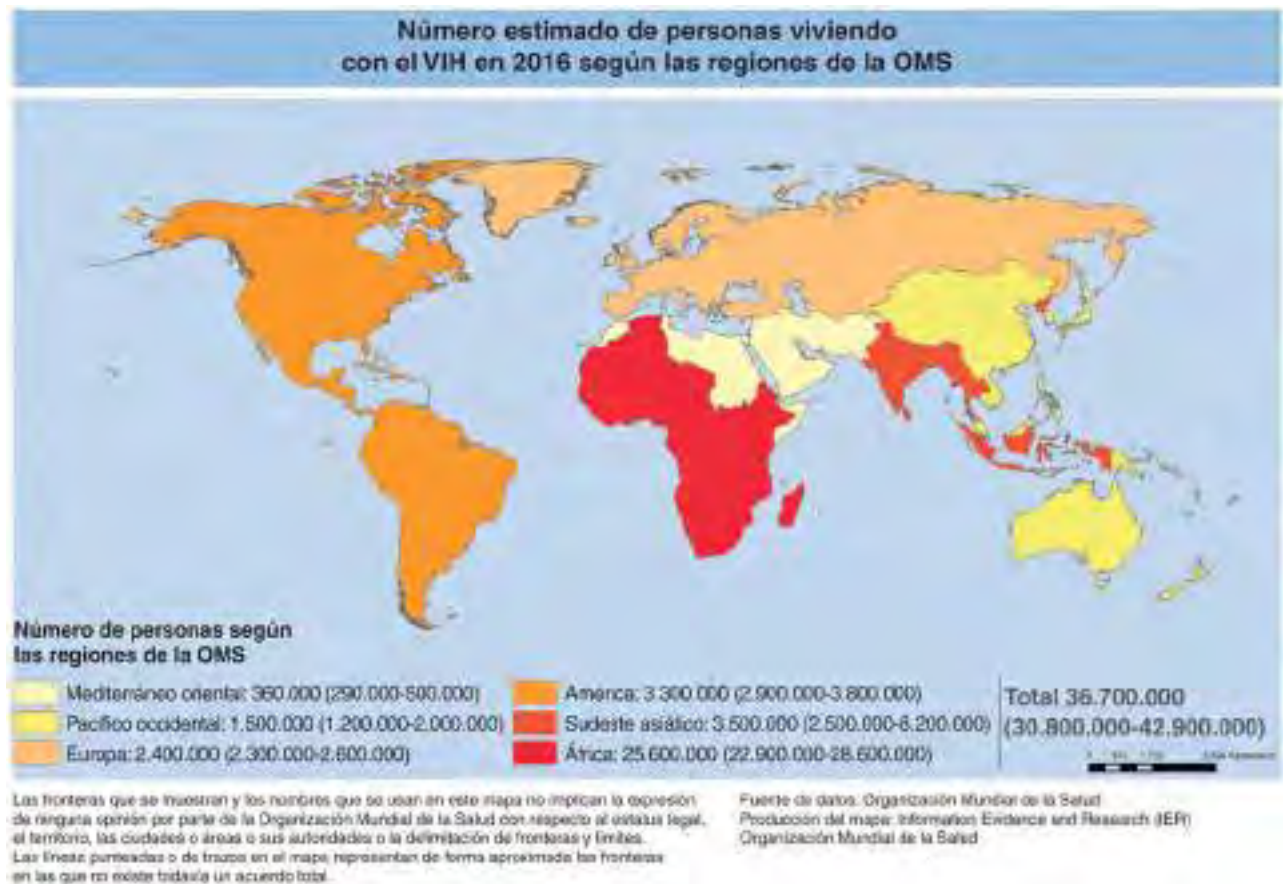 Número estimado de personas viviendo
con el VIH en 2016 según las regiones de la OMS
Número de personas según
las regiones de la OMS
Mediterráneo oriental: 360.000 (290.000-500.000)
Pacífico occidental: 1.500.000 (1.200.000-2.000.000)
Europa: 2.400.000 (2.300.000-2.600.000)
América: 3.300.000 (2.900.000-3.800.000)
Sudeste asiático: 3.500.000 (2.500.000-6.200.000)
África: 25.600.000 (22.900.000-28.600.000)
Total 36.700.000
(30.800.000-42.900.000)
Las fronteras que se muestran y los nombres que se usan en este mapa no implican la expresión
de ninguna opinión por parte de la Organización Mundial de la Salud con respecto al estatus legal,
el territorio, las ciudades o áreas o sus autoridades o la delimitación de fronteras y límites.
Las líneas punteadas o de trazos en el mapa representan de forma aproximada las fronteras
en las que no existe todavía un acuerdo total.
Fuente de datos: Organización Mundial de la Salud
Producción del mapa: Information Evidence and Research (IER)
Organización Mundial de la Salud